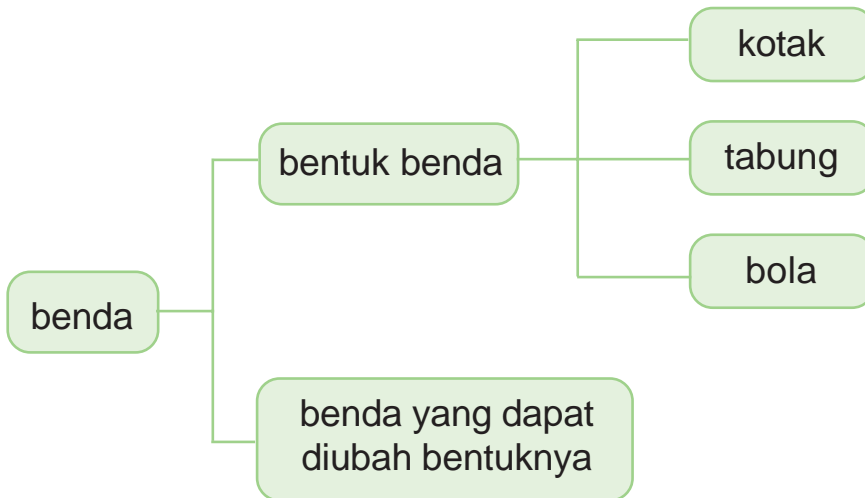 kotak
bentuk benda
tabung
bola
benda
benda yang dapat
diubah bentuknya